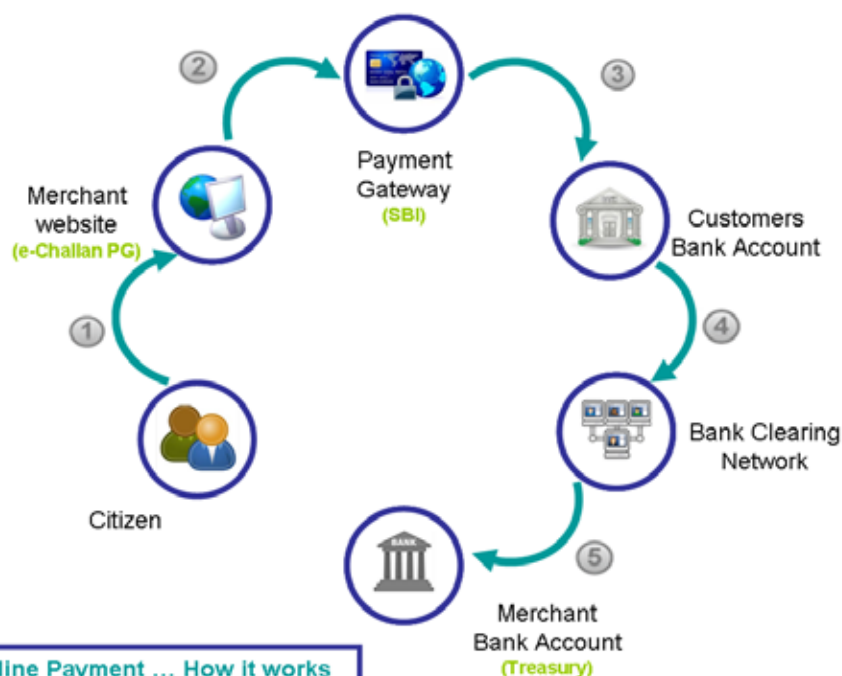 2
3
Payment
Gateway
(SBI)
Merchant
website
(e-Challan PG)
Customers
Bank Account
1
4
Bank Clearing
Network
Citizen
BANK
5
Merchant
Bank Account
(Treasury)
Payment ... How it works